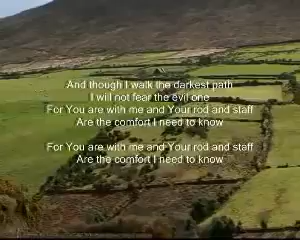 And though I walk the darkest path
I will not fear the evil one
For You are with me and Your rod and staff
Are the comfort I need to know
For You are with me and Your rod and staff
Are the comfort I need to know